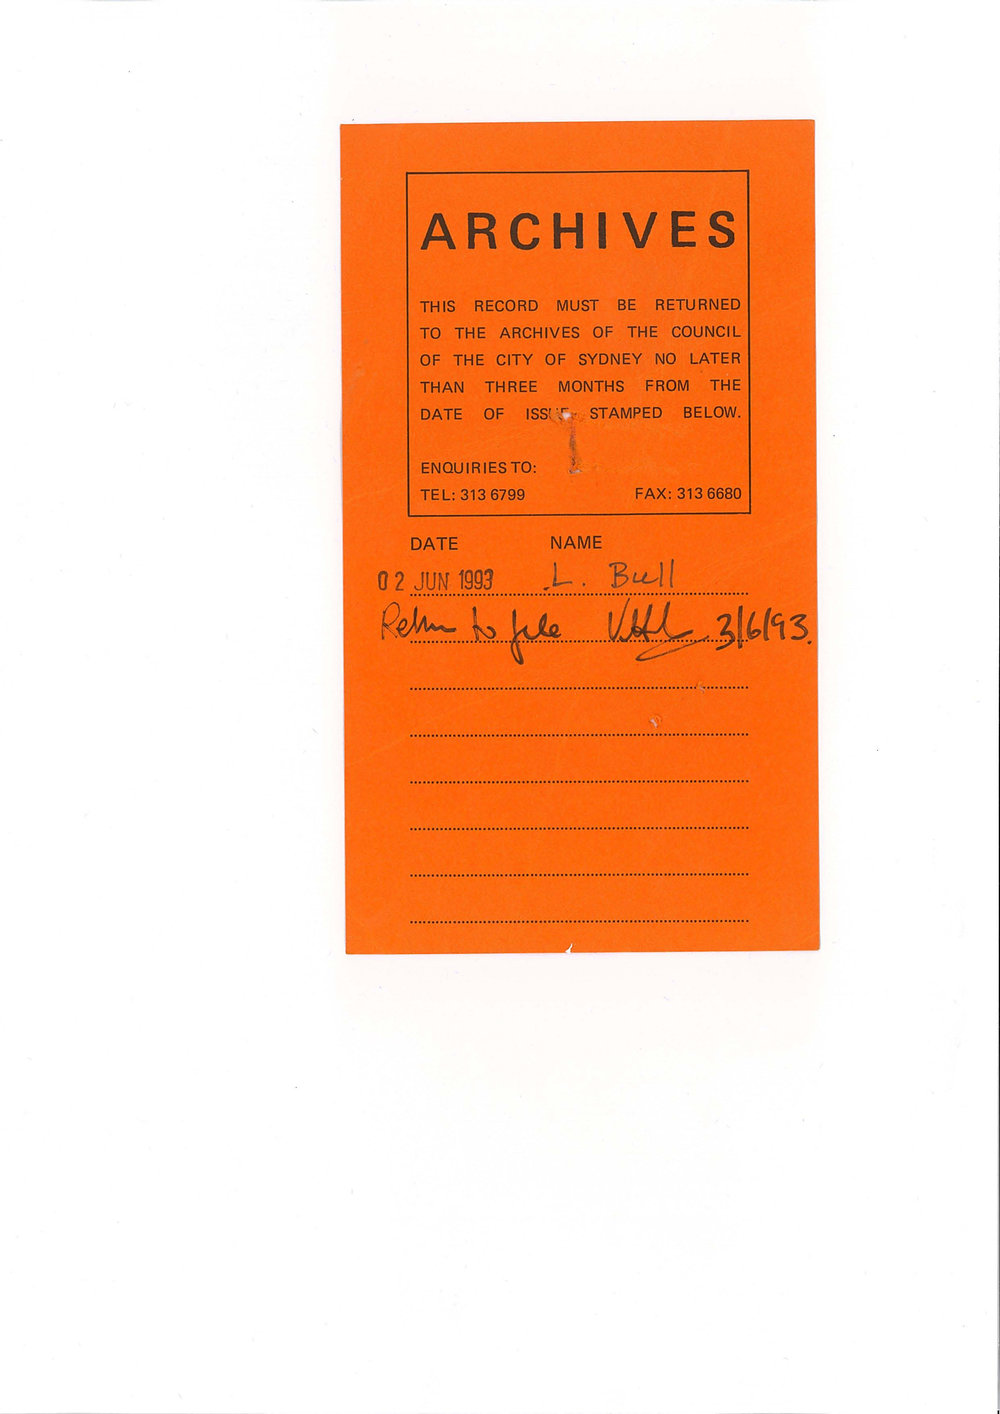 ARCHIVES
THIS RECORD MUST BE RETURNED
TO THE ARCHIVES OF THE COUNCIL
OF THE CITY OF SYDNEY NO LATER
THAN THREE MONTHS FROM THE
DATE OF ISSUE STAMPED BELOW.
ENQUIRIES TO:
TEL: 313 6799 FAX: 313 6680
DATE NAME
02 JUN 1993 L. Bull
Return to file 3/6/93.